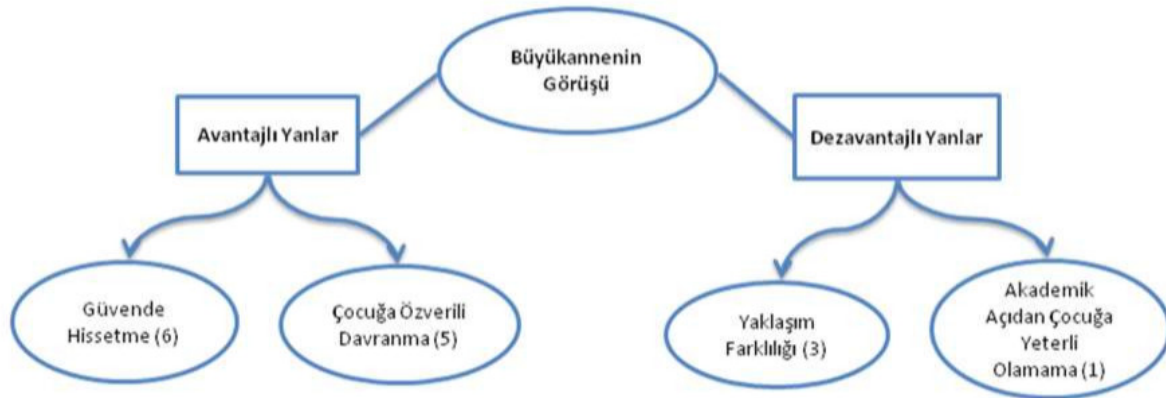 Büyükannenin
Görüşü
Avantajlı Yanlar
Dezavantajlı Yanlar
Güvende
Hissetme (6)
Çocuğa Özverili
Davranma (5)
Yaklaşım
Farklılığı (3)
Akademik
Açıdan Çocuğa
Yeterli
Olamama (1)